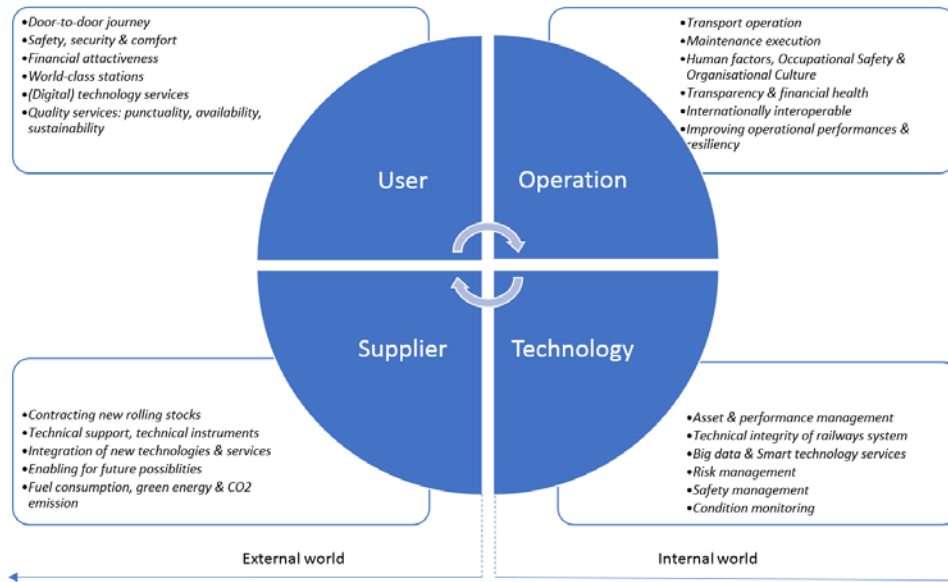 •Door-to-door journey
•Safety, security & comfort
•Financial attactiveness
•World-class stations
•(Digital) technology services
•Quality services: punctuality, availability,
sustainability
•Transport operation
•Maintenance execution
•Human factors, Occupational Safety &
Organisational Culture
•Transparency & financial health
•Internationally interoperable
•Improving operational performances &
resiliency
User
Operation
Supplier
Technology
•Contracting new rolling stocks
•Technical support, technical instruments
•Integration of new technologies & services
•Enabling for future possiblities
•Fuel consumption, green energy & CO2
emission
•Asset & performance management
•Technical integrity of railways system
•Big data & Smart technology services
•Risk management
•Safety management
•Condition monitoring
External world
Internal world